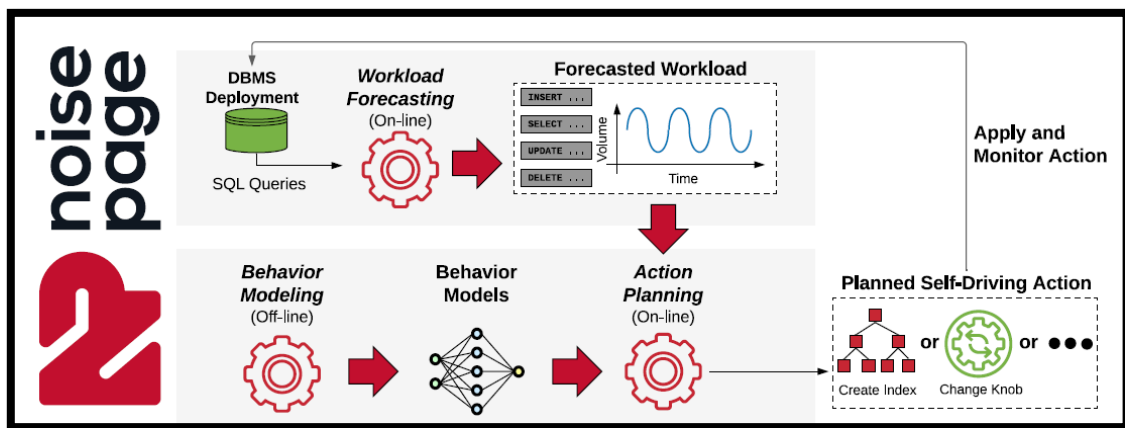 noise
page
DBMS
Deployment
SQL Queries
Workload
Forecasting
(On-line)
Forecasted Workload
INSERT ...
SELECT ...
UPDATE ...
DELETE ...
Volume
Time
Apply and
Monitor Action
Behavior
Modeling
(Off-line)
Behavior
Models
Action
Planning
(On-line)
Planned Self-Driving Action
or
or
Create Index
Change Knob